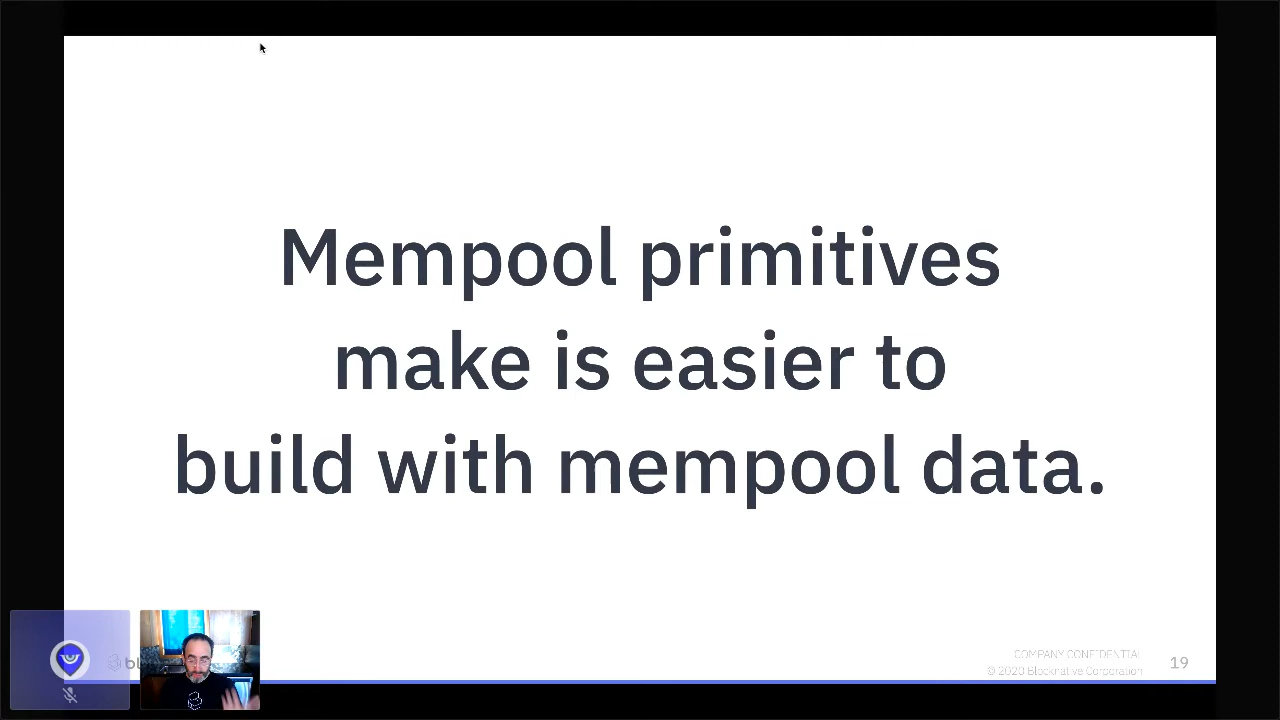 Mempool primitives
make is easier to
build with mempool data.
COMPANY CONFIDENTIAL
© 2020 Blocknative Corporation
19